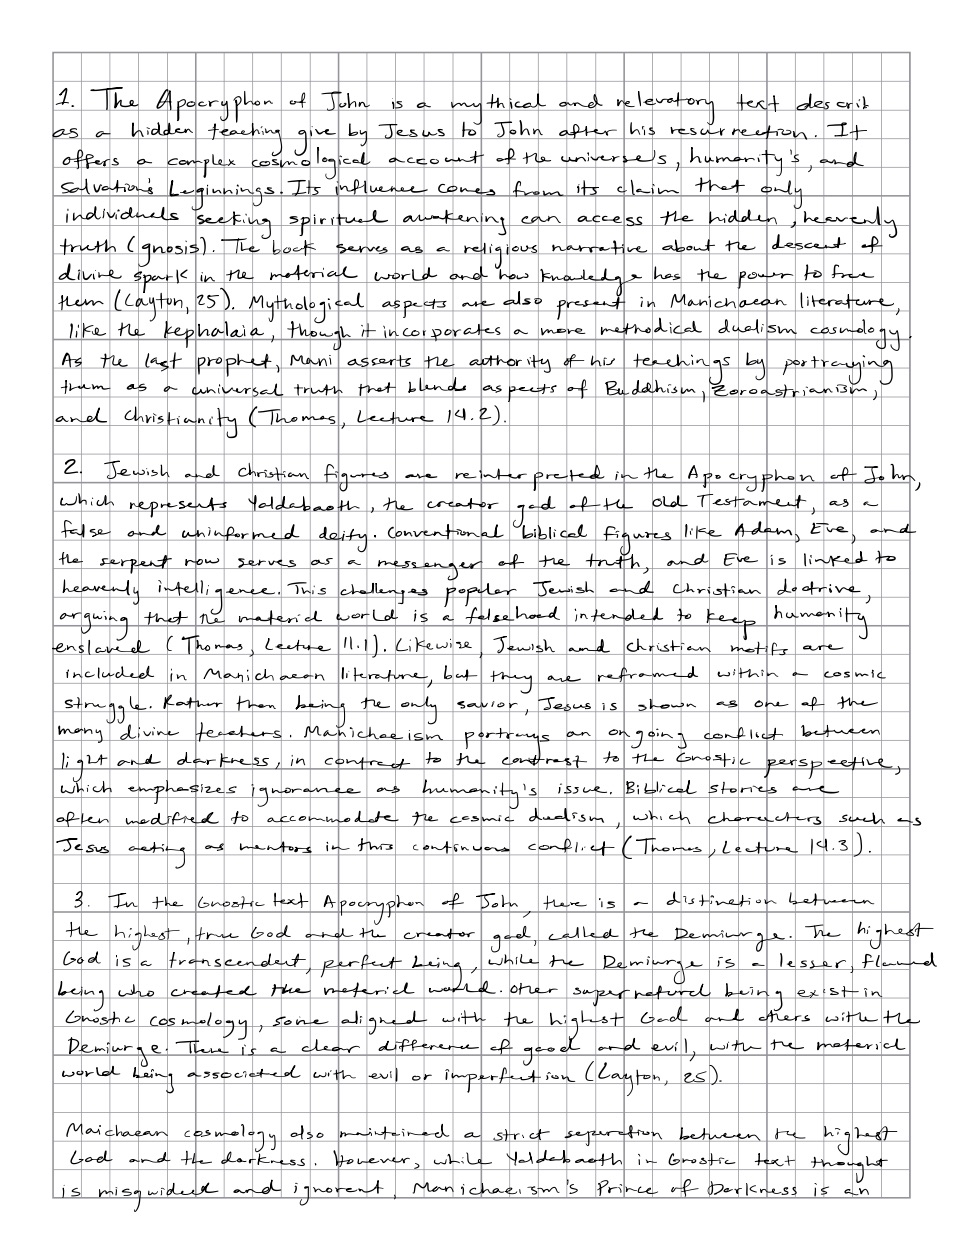 1. The Apocryphon of John is a mythical and relevatory text describ
as a hidden teaching give by Jesus to John after his resurrection. It
offers a complex cosmological account of the universe's, humanity's, and
salvation's beginnings. Its influence comes from its claim that only
individuals seeking spiritual awakening can access the hidden, heavenly
truth (gnosis). The book serves as a religious narrative about the descent of
divine spark in the material world and how knowledge has the power to free
them (Layton, 25). Mythological aspects are also present in Manichaean literature,
like the Kephalaia, though it incorporates a more methodical dualism cosmology.
As the last prophet, Mani asserts the authority of his teachings by portraying
them as a universal truth that blends aspects of Buddhism, Zoroastrianism,
and Christianity (Thomas, Lecture 14.2).
2. Jewish and Christian figures are reinterpreted in the Apocryphon of John,
which represents Yaldabaoth, the creator god of the Old Testament, as a
false and uninformed deity. Conventional biblical figures like Adam, Eve, and
the serpent now serves as a messenger of the truth, and Eve is linked to
heavenly intelligence. This challenges popular Jewish and Christian doctrive,
arguing that the material world is a falsehood intended to keep humanity
enslaved (Thomas, Lecture 11.1). Likewise, Jewish and Christian motifs are
included in Manichaean literature, but they are reframed within a cosmic
struggle. Rather than being the only savior, Jesus is shown as one of the
many divine teachers. Manichaeism portrays an ongoing conflict between
light and darkness, in contract to the contrast to the Gnostic perspective,
which emphasizes ignorance as humanity's issue. Biblical stories are
often modified to accommodate the cosmic dualism, which characters such as
Jesus acting as mentors in this continuous conflict (Thomas, Lecture 14.3).
3. In the Gnostic text Apocryphon of John, there is a distinction between
the highest, true God and the creator god, called the Demiurge. The highest
God is a transcendent, perfect being, while the Demiurge is a lesser, flawed
being who created the material world. Other supernatural being exist in
Gnostic cosmology, some aligned with the highest God and others with the
Demiurge. There is a clear difference of good and evil, with the material
world being associated with evil or imperfection (Layton, 25).
Maichaean cosmology also maintained a strict separation between the highest
God and the darkness. However, while Yaldabaoth in Gnostic text thought
is misguided and ignorent, Manichaeism's Prince of Darkness is an